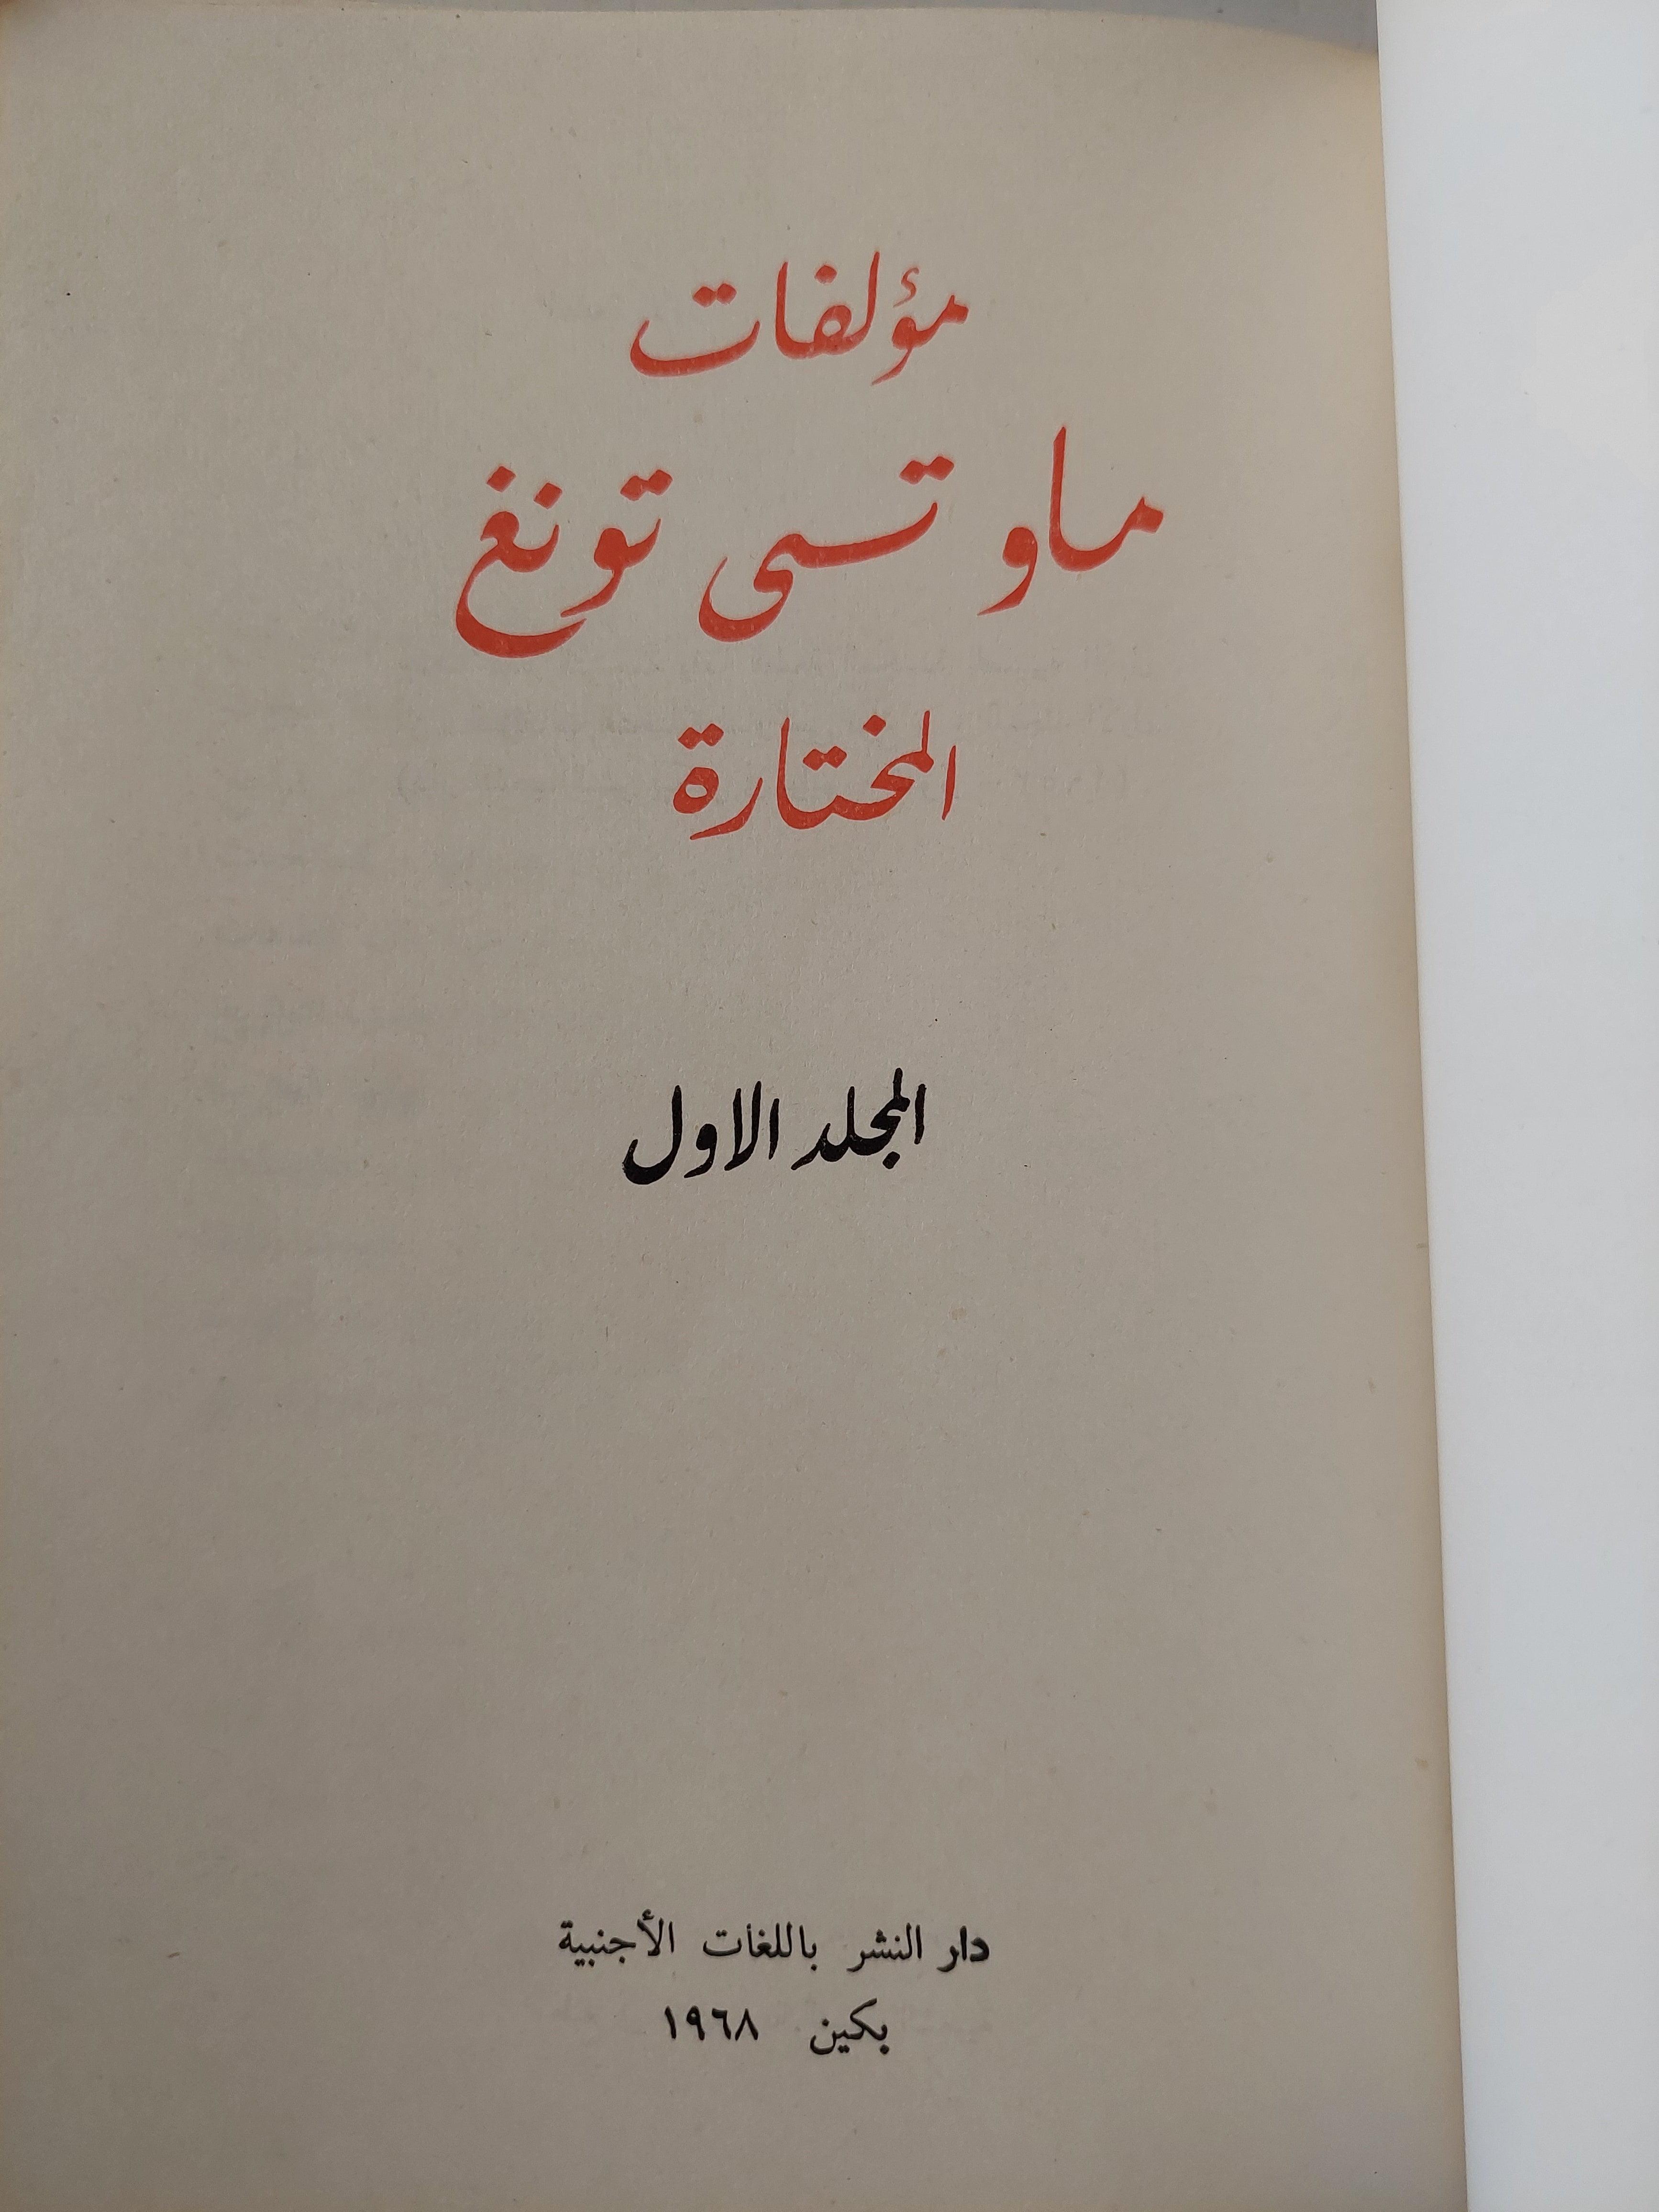 مؤلفات
ماو تسى تونغ
المختارة
المجلد الاول
دار النشر باللغات الأجنبية
بكين ١٩٦٨